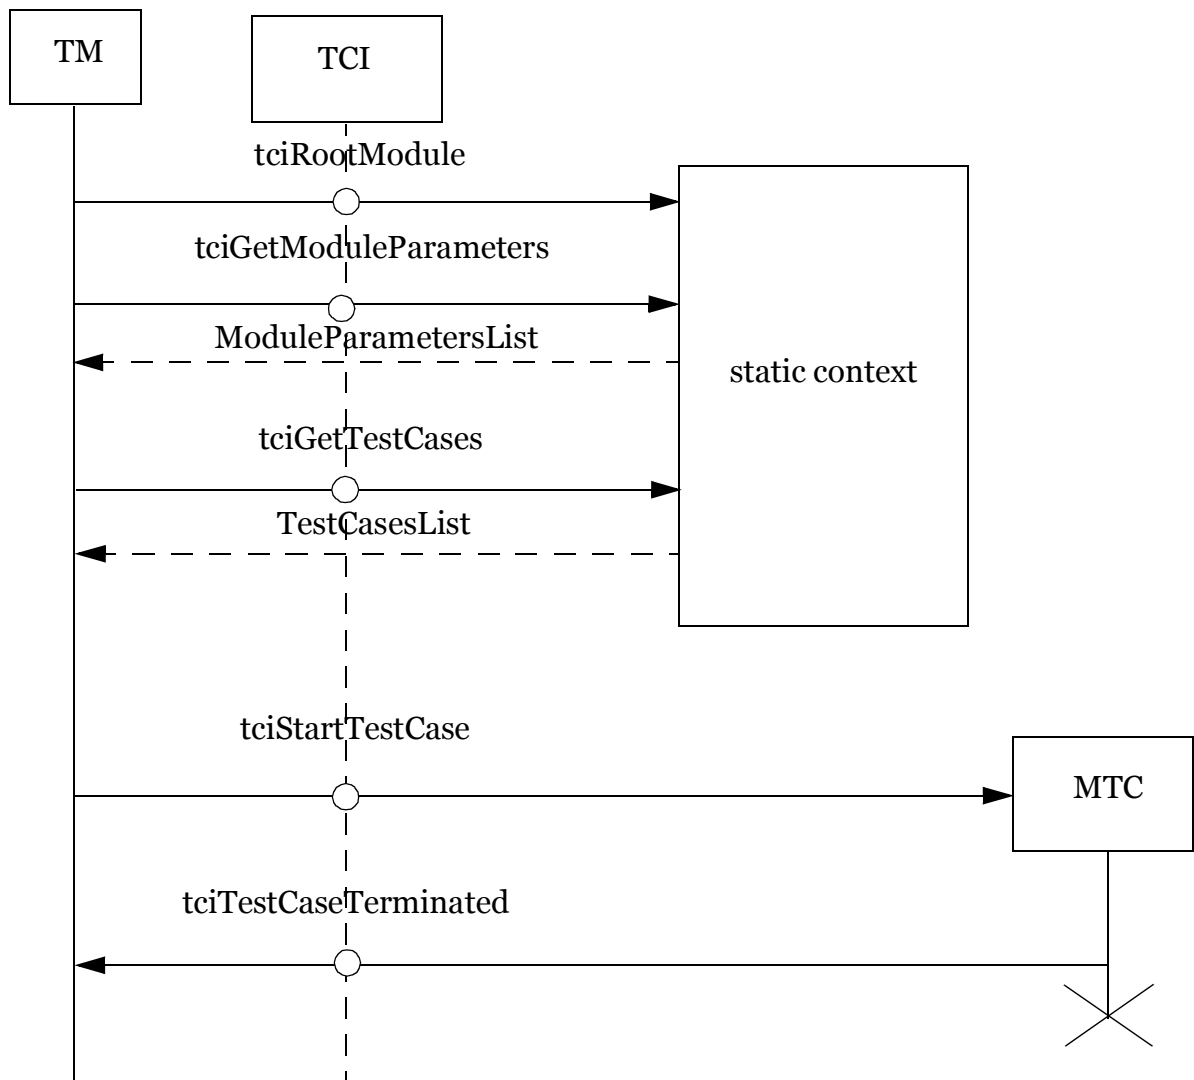 TM
TCI
tciRootModule
tciGetModuleParameters
ModuleParametersList
static context
tciGetTestCases
TestCasesList
tciStartTestCase
MTC
tciTestCaseTerminated